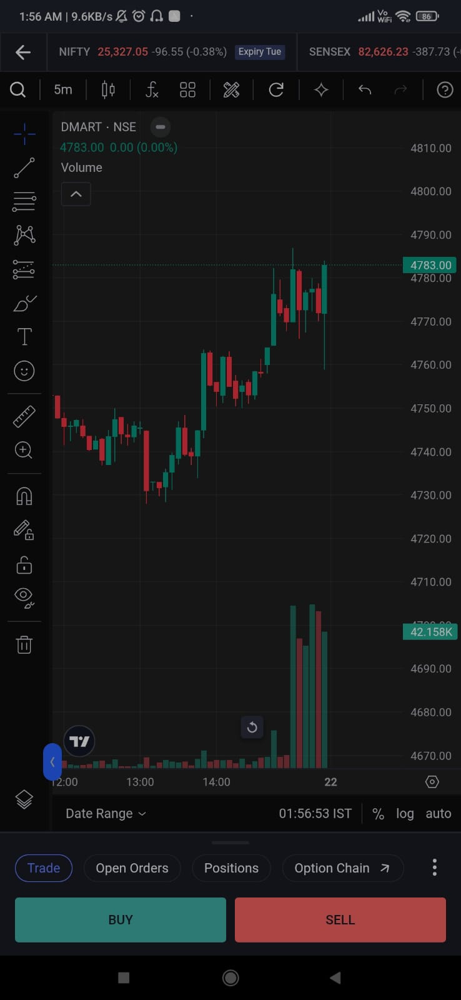 1:56 AM | 9.6KB/s
Vo WiFi 86
NIFTY 25,327.05 -96.55 (-0.38%) Expiry Tue SENSEX 82,626.23 -387.73 (-
5m
DMART · NSE
4783.00 0.00 (0.00%)
Volume
4810.00
4800.00
4790.00
4783.00
4780.00
4770.00
4760.00
4750.00
4740.00
4730.00
4720.00
4710.00
42.158K
4690.00
4680.00
4670.00
12:00 13:00 14:00 22
Date Range 01:56:53 IST % log auto
Trade Open Orders Positions Option Chain
BUY SELL